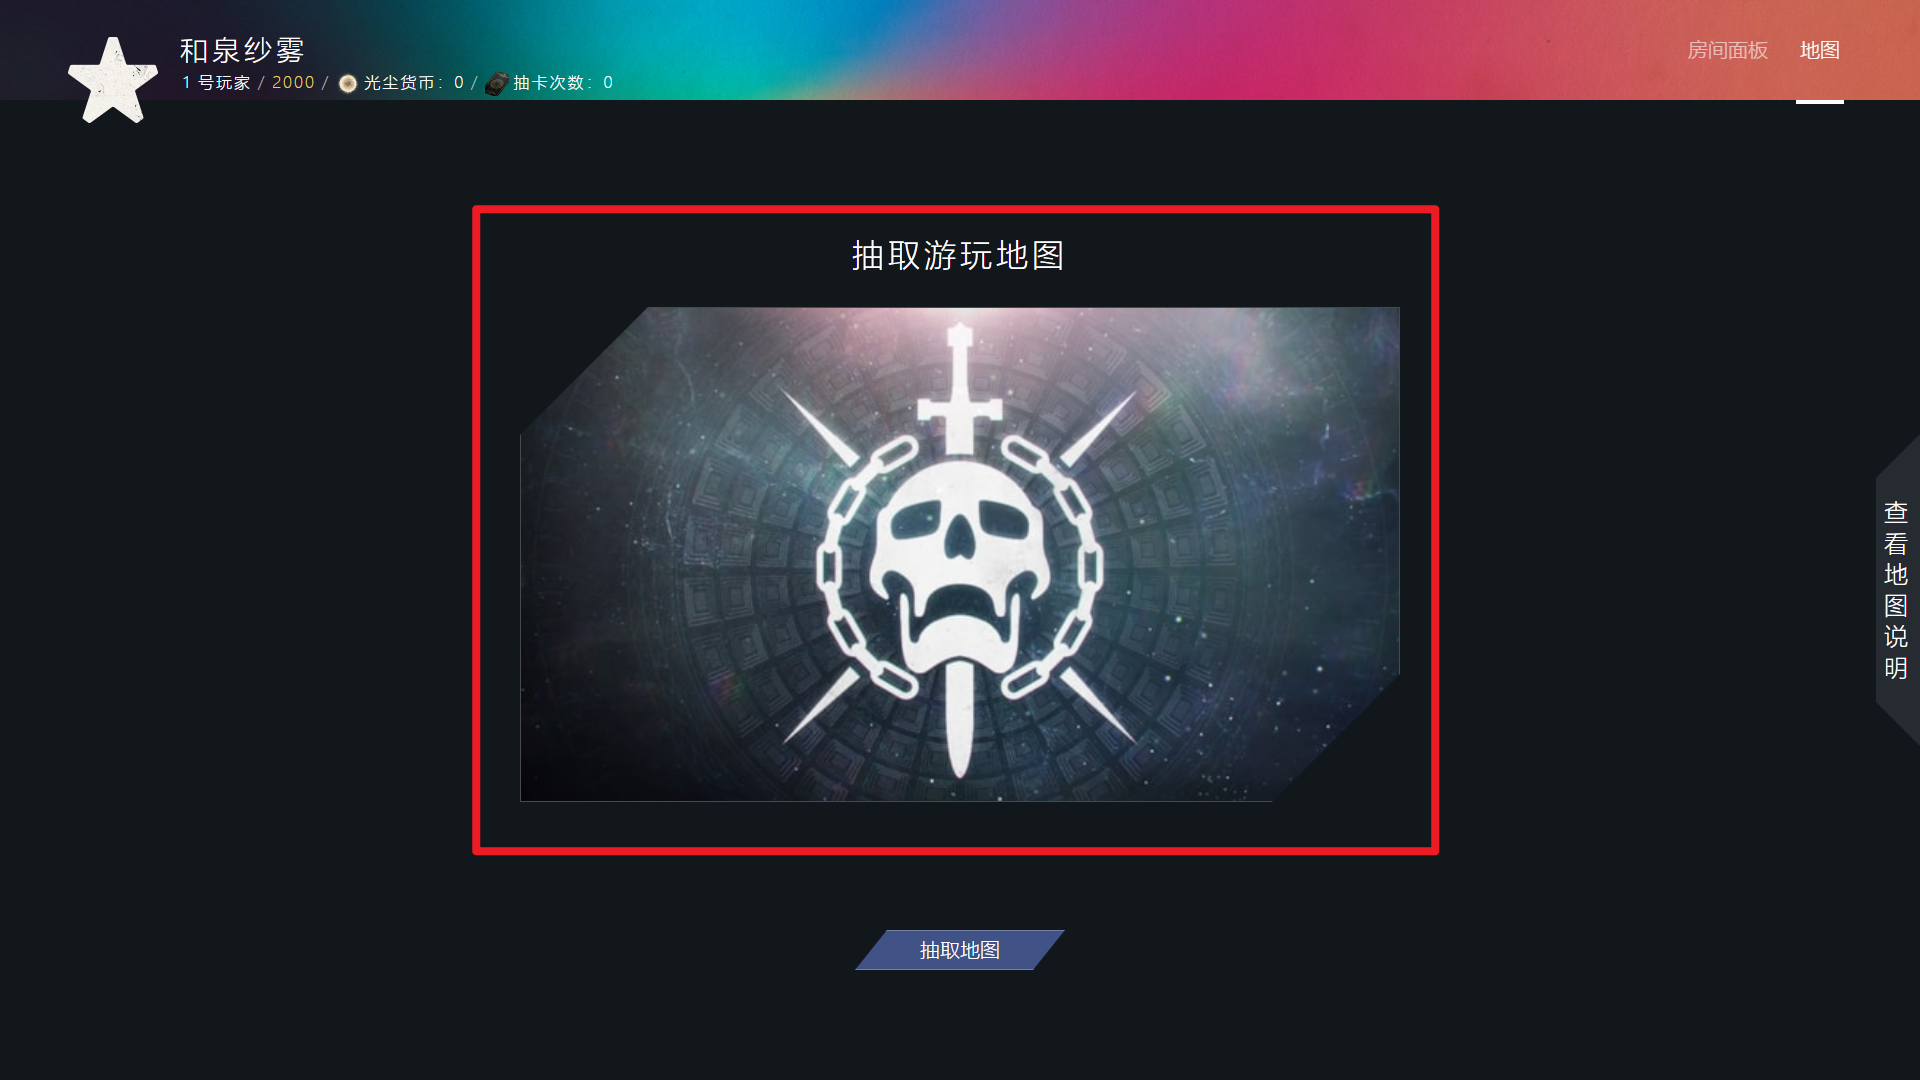 和泉纱雾
1 号玩家 / 2000 / 光尘货币：0 / 抽卡次数：0
房间面板 地图
抽取游玩地图
查看地图说明
抽取地图